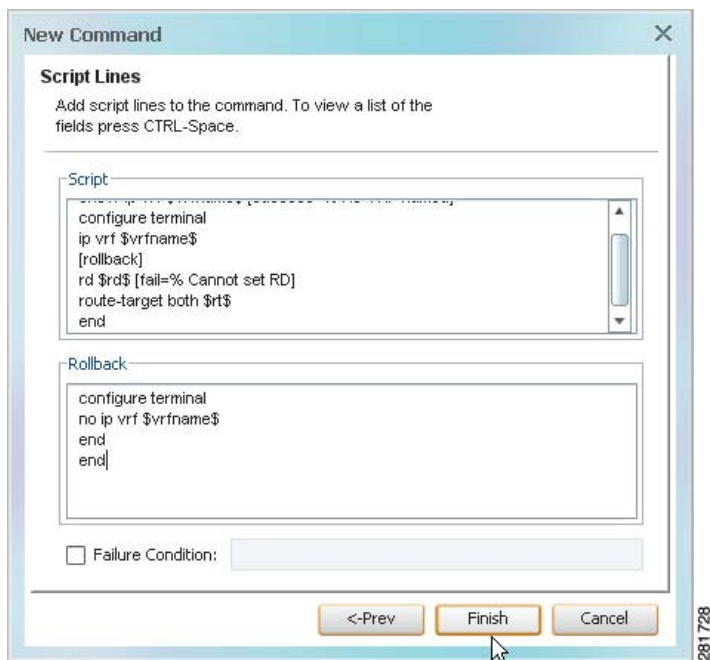 New Command
Script Lines
Add script lines to the command. To view a list of the
fields press CTRL-Space.
Script
configure terminal
ip vrf $vrfname$
[rollback]
rd $rd$ [fail=% Cannot set RD]
route-target both $rt$
end
Rollback
configure terminal
no ip vrf $vrfname$
end
end
Failure Condition:
<-Prev
Finish
Cancel
281728